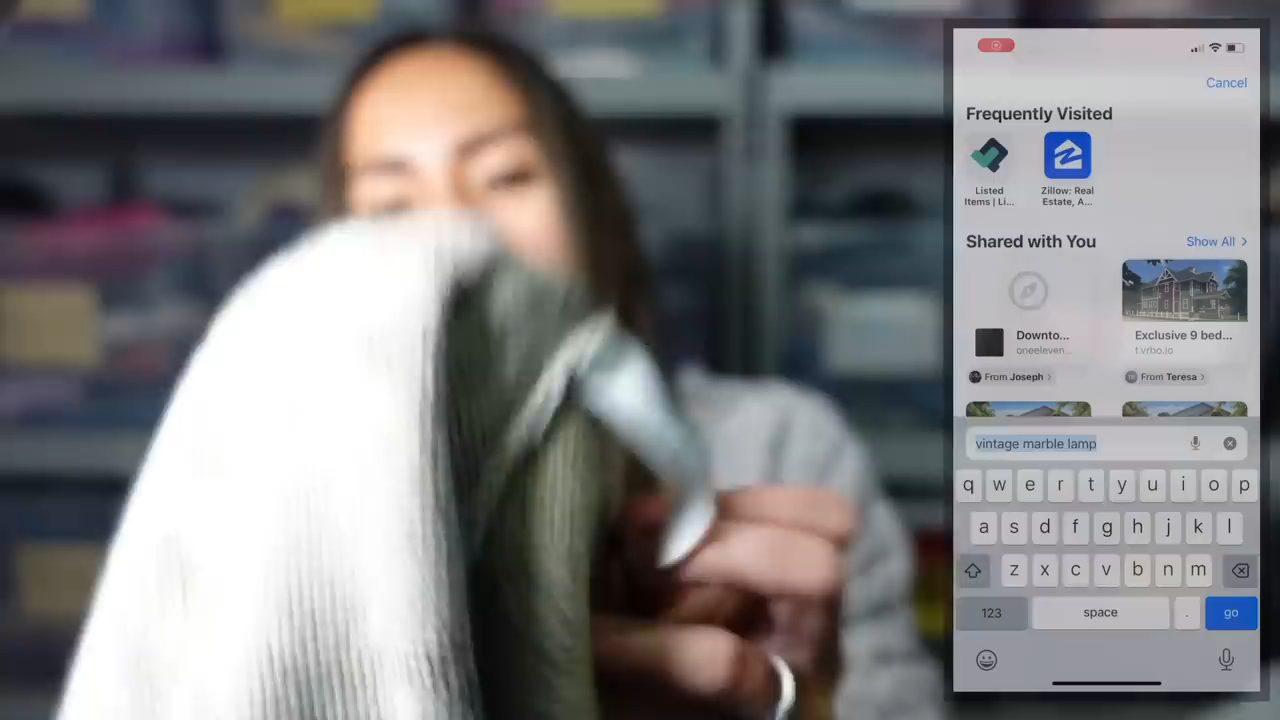 Cancel
Frequently Visited
Listed
Items | Li...
Zillow: Real
Estate, A...
Shared with You
Show All >
Downto...
oneeleven...
From Joseph >
Exclusive 9 bed...
t.vrbo.io
From Teresa >
vintage marble lamp
q w e r t y u i o p
a s d f g h j k l
z x c v b n m
123 space . go